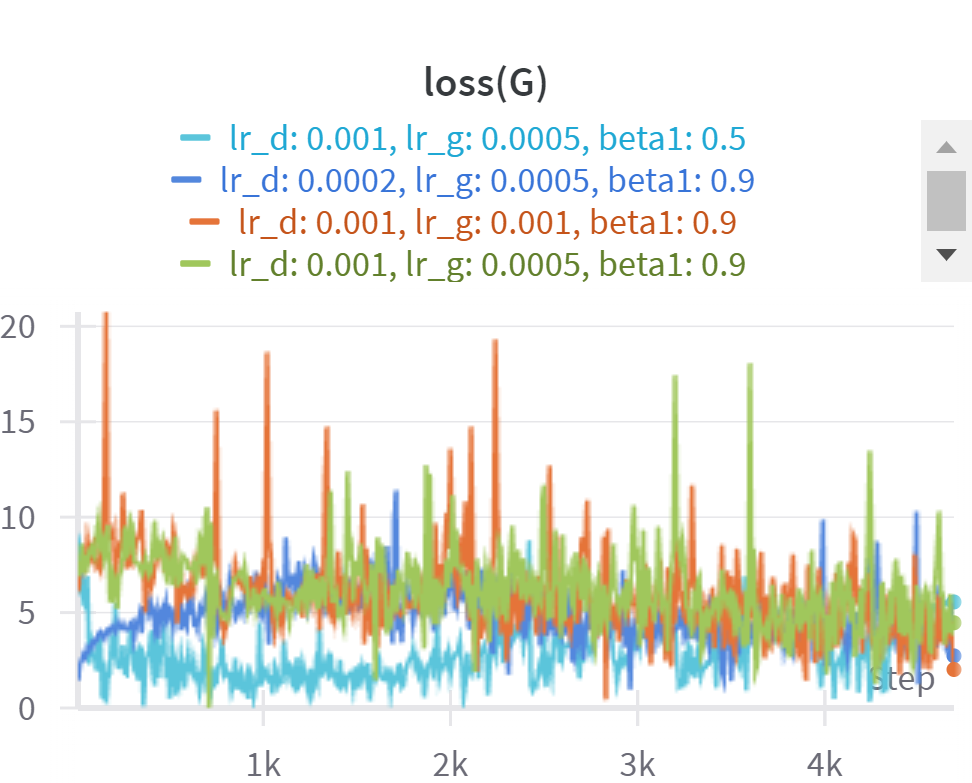 loss(G)
lr_d: 0.001, lr_g: 0.0005, beta1: 0.5
lr_d: 0.0002, lr_g: 0.0005, beta1: 0.9
lr_d: 0.001, lr_g: 0.001, beta1: 0.9
lr_d: 0.001, lr_g: 0.0005, beta1: 0.9
20
15
10
5
0
Step
1k 2k 3k 4k